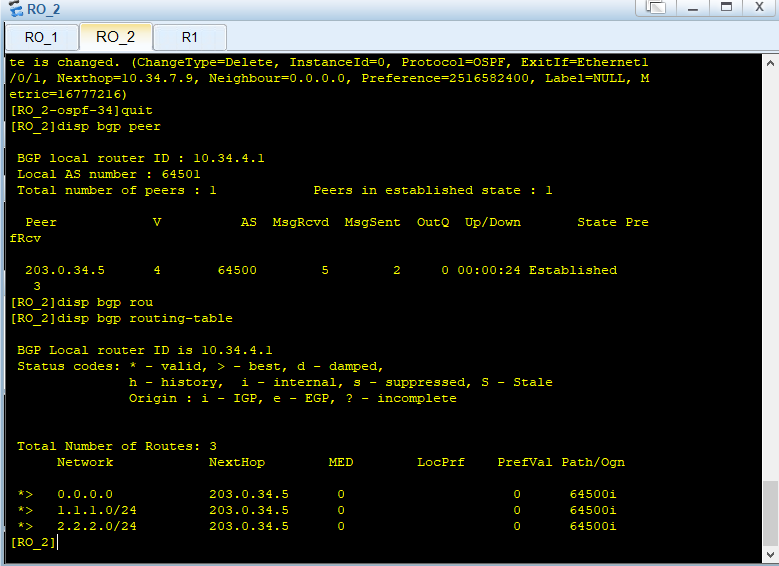 RO_2
RO_1 RO_2 R1
te is changed. (ChangeType=Delete, InstanceId=0, Protocol=OSPF, ExitIf=Ethernet1
/0/1, Nexthop=10.34.7.9, Neighbour=0.0.0.0, Preference=2516582400, Label=NULL, M
etric=16777216)
[RO_2-ospf-34]quit
[RO_2]disp bgp peer
BGP local router ID : 10.34.4.1
Local AS number : 64501
Total number of peers : 1 Peers in established state : 1
Peer V AS MsgRcvd MsgSent OutQ Up/Down State Pre
fRcv
203.0.34.5 4 64500 5 2 0 00:00:24 Established
3
[RO_2]disp bgp rou
[RO_2]disp bgp routing-table
BGP Local router ID is 10.34.4.1
Status codes: * - valid, > - best, d - damped,
h - history, i - internal, s - suppressed, S - Stale
Origin : i - IGP, e - EGP, ? - incomplete
Total Number of Routes: 3
Network NextHop MED LocPrf PrefVal Path/Ogn
*> 0.0.0.0 203.0.34.5 0 0 64500i
*> 1.1.1.0/24 203.0.34.5 0 0 64500i
*> 2.2.2.0/24 203.0.34.5 0 0 64500i
[RO_2]